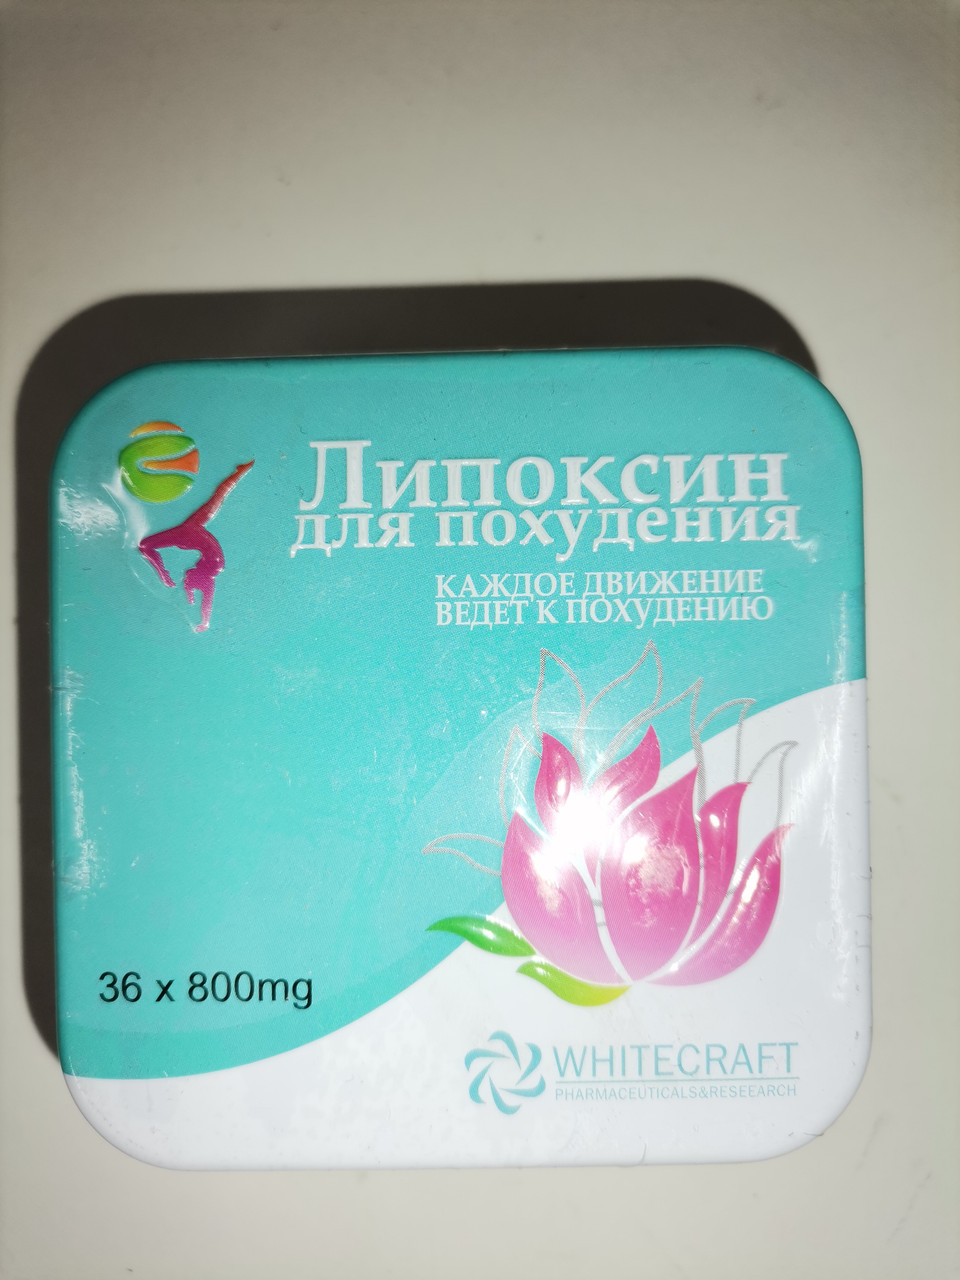 Липоксин
для похудения
КАЖДОЕ ДВИЖЕНИЕ
ВЕДЕТ К ПОХУДЕНИЮ
36 x 800mg
WHITECRAFT
PHARMACEUTICALS&RESEEARCH